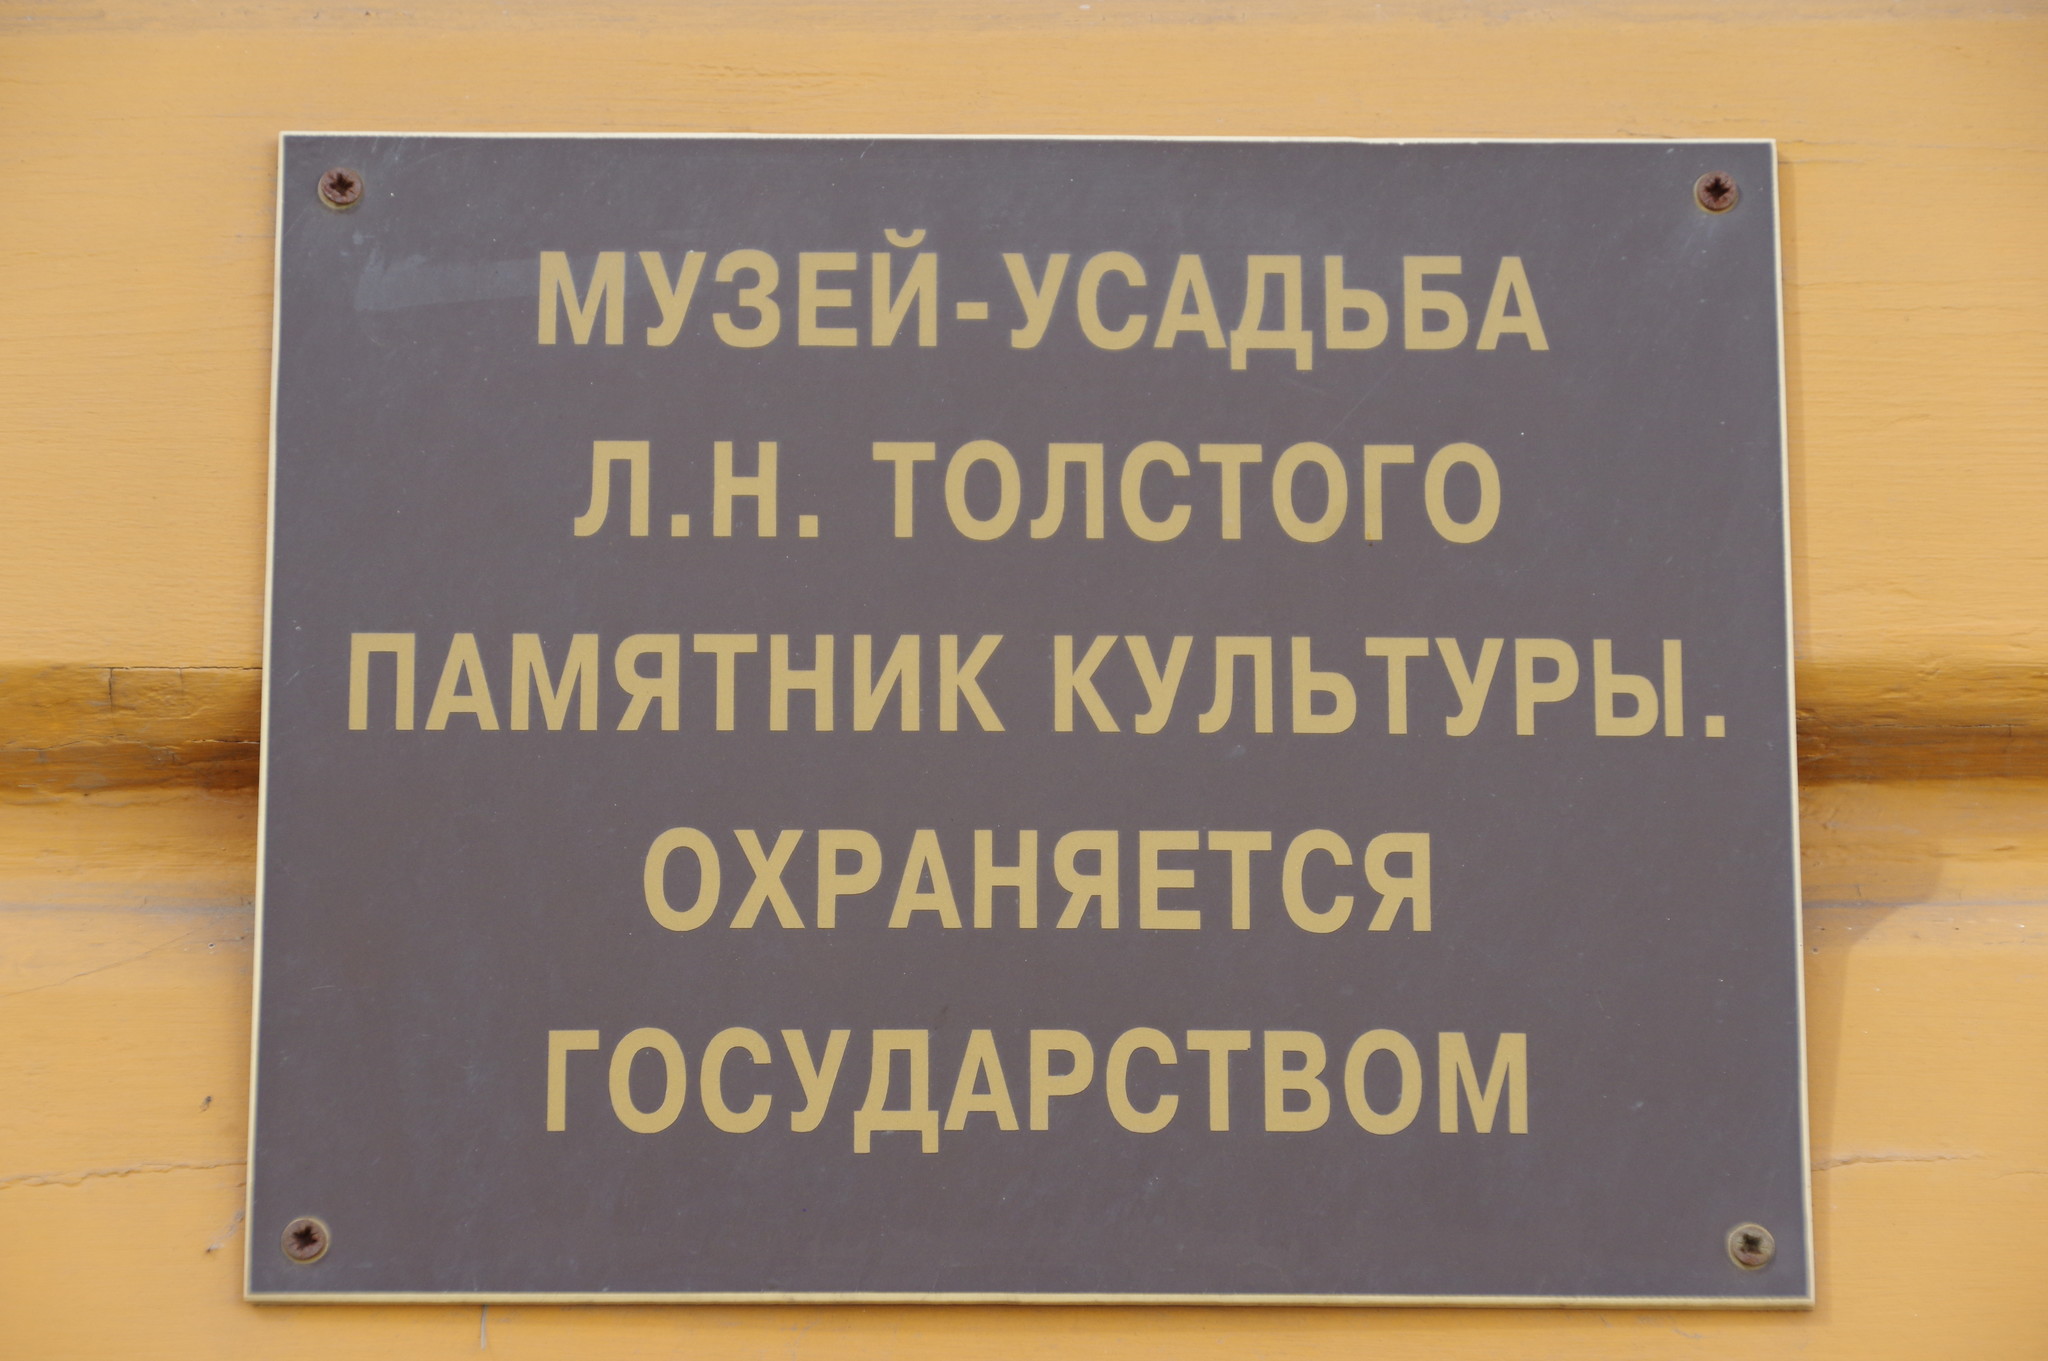 МУЗЕЙ-УСАДЬБА
Л.Н. ТОЛСТОГО
ПАМЯТНИК КУЛЬТУРЫ.
ОХРАНЯЕТСЯ
ГОСУДАРСТВОМ